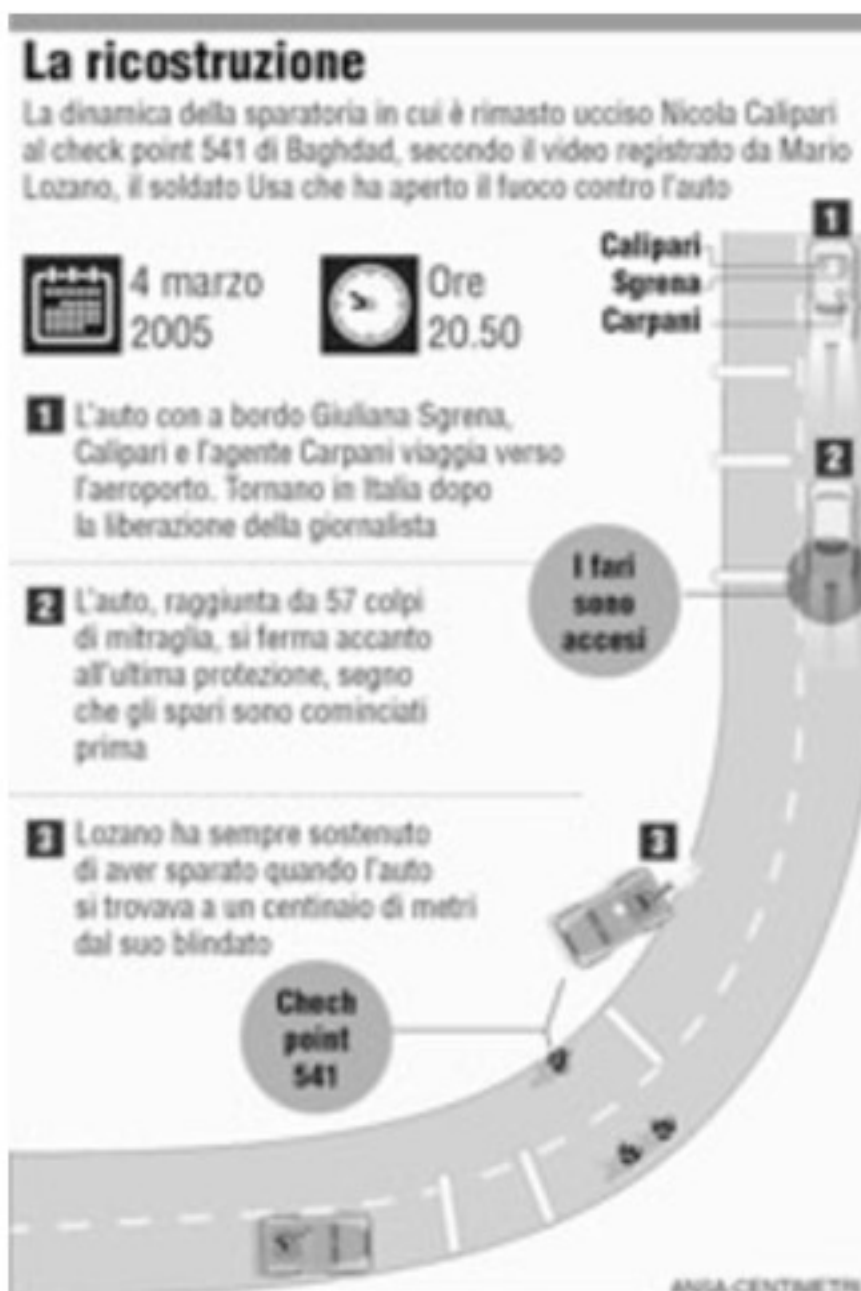 La ricostruzione
La dinamica della sparatoria in cui è rimasto ucciso Nicola Calipari
al check point 541 di Baghdad, secondo il video registrato da Mario
Lozano, il soldato Usa che ha aperto il fuoco contro l'auto
4 marzo
2005
Ore
20.50
1
Calipari
Sgrena
Carpani
1 L'auto con a bordo Giuliana Sgrena,
Calipari e l'agente Carpani viaggia verso
l'aeroporto. Tornano in Italia dopo
la liberazione della giornalista
2
I fari
sono
accesi
2 L'auto, raggiunta da 57 colpi
di mitraglia, si ferma accanto
all'ultima protezione, segno
che gli spari sono cominciati
prima
3 Lozano ha sempre sostenuto
di aver sparato quando l'auto
si trovava a un centinaio di metri
dal suo blindato
3
Chech
point
541
ANSA-CENTIMETRI